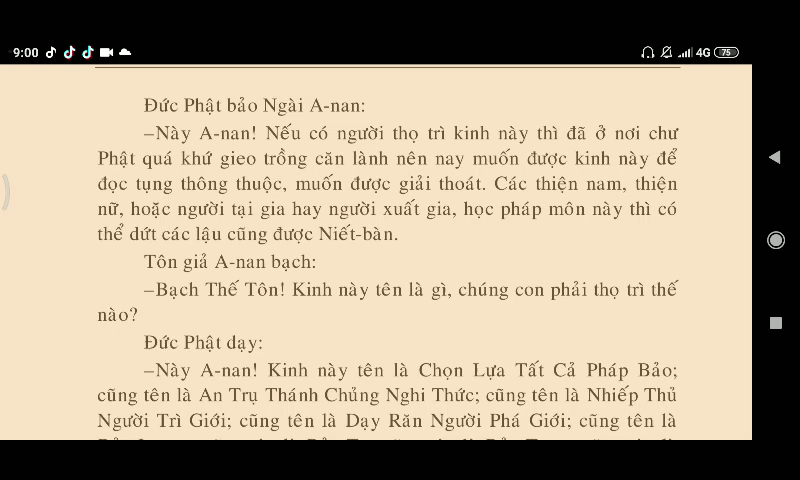 9:00
4G 75
Đức Phật bảo Ngài A-nan:
–Này A-nan! Nếu có người thọ trì kinh này thì đã ở nơi chư
Phật quá khứ gieo trồng căn lành nên nay muốn được kinh này để
đọc tụng thông thuộc, muốn được giải thoát. Các thiện nam, thiện
nữ, hoặc người tại gia hay người xuất gia, học pháp môn này thì có
thể dứt các lậu cũng được Niết-bàn.
Tôn giả A-nan bạch:
–Bạch Thế Tôn! Kinh này tên là gì, chúng con phải thọ trì thế
nào?
Đức Phật dạy:
–Này A-nan! Kinh này tên là Chọn Lựa Tất Cả Pháp Bảo;
cũng tên là An Trụ Thánh Chủng Nghi Thức; cũng tên là Nhiếp Thủ
Người Trì Giới; cũng tên là Dạy Răn Người Phá Giới; cũng tên là